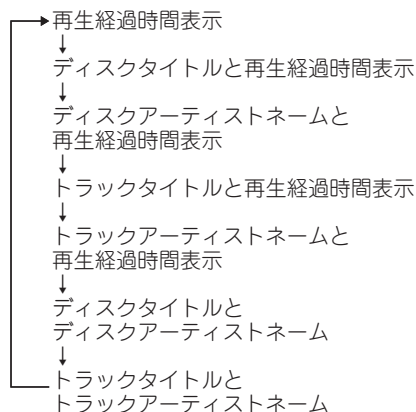 再生経過時間表示
ディスクタイトルと再生経過時間表示
ディスクアーティストネームと
再生経過時間表示
トラックタイトルと再生経過時間表示
トラックアーティストネームと
再生経過時間表示
ディスクタイトルと
ディスクアーティストネーム
トラックタイトルと
トラックアーティストネーム